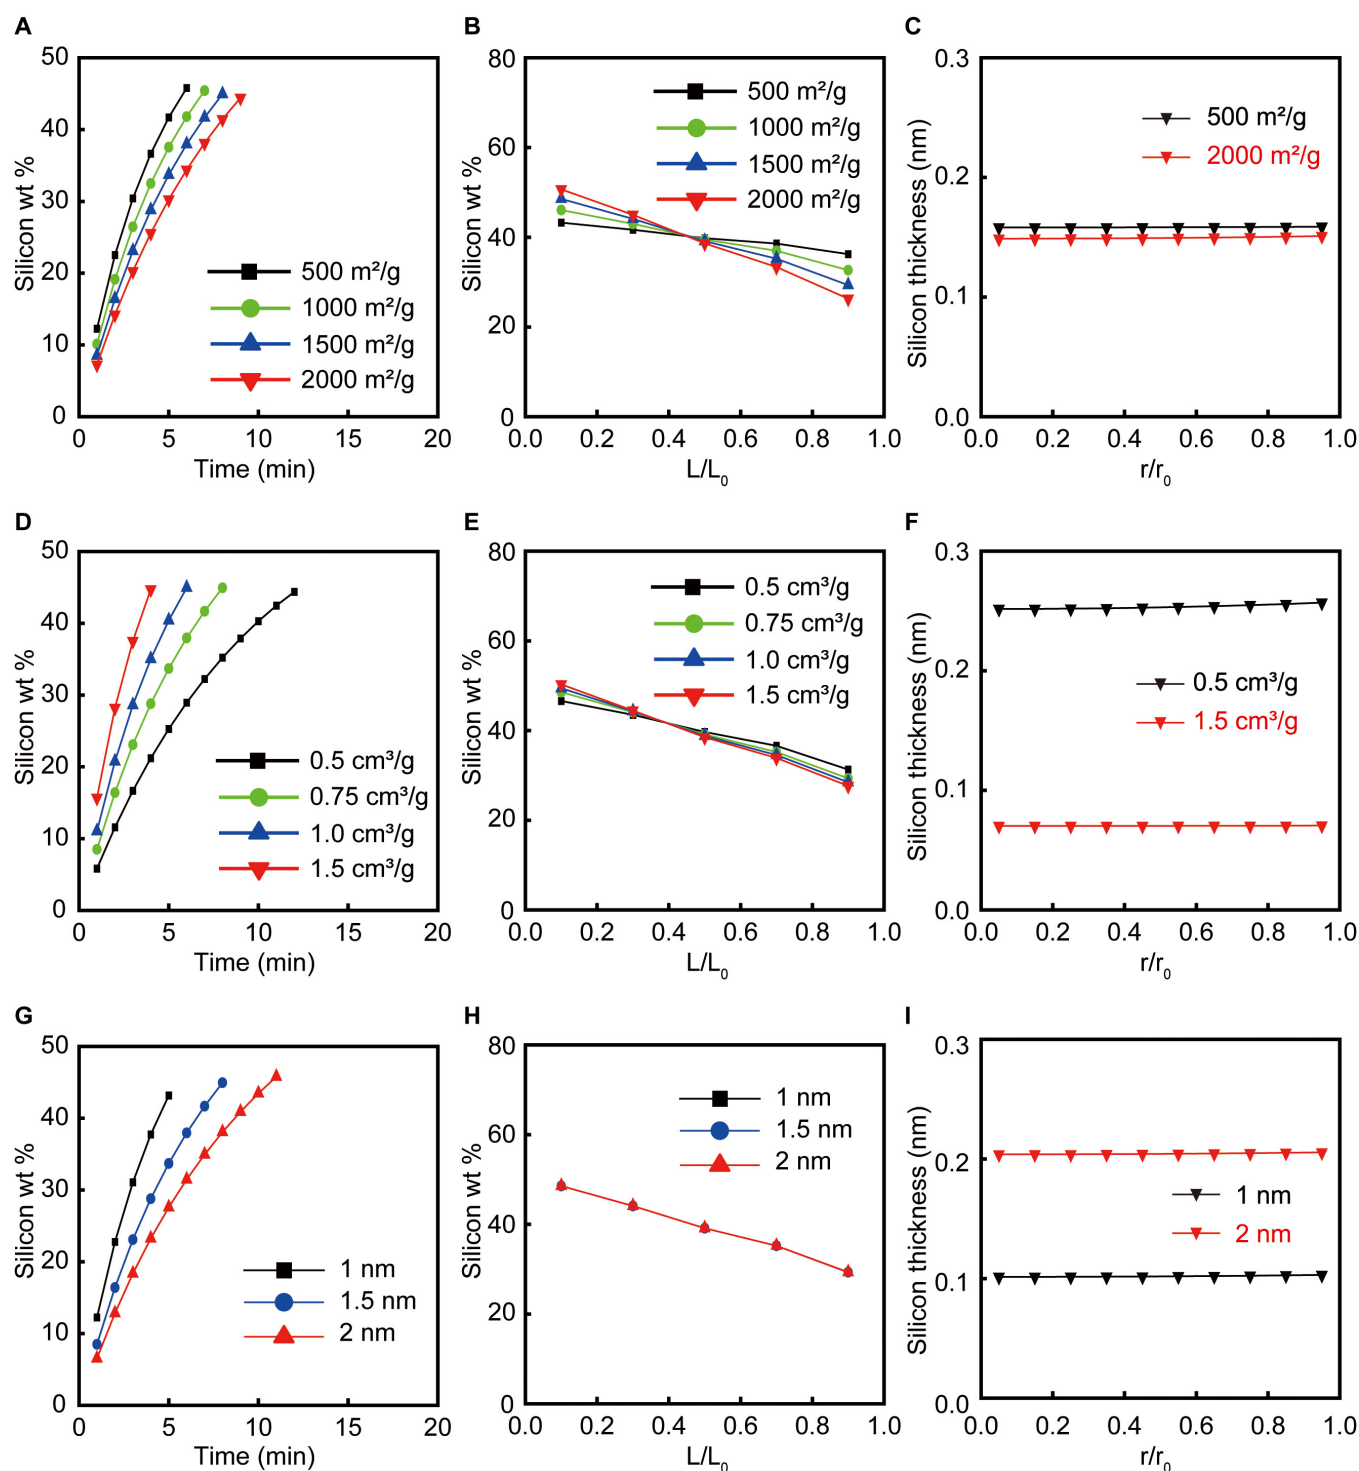 A
50
40
30
20
10
0
0
5
10
15
20
Silicon wt %
Time (min)
500 m²/g
1000 m²/g
1500 m²/g
2000 m²/g
B
80
60
40
20
0
0.0
0.2
0.4
0.6
0.8
1.0
Silicon wt %
L/L₀
500 m²/g
1000 m²/g
1500 m²/g
2000 m²/g
C
0.3
0.2
0.1
0.0
0.0
0.2
0.4
0.6
0.8
1.0
Silicon thickness (nm)
r/r₀
500 m²/g
2000 m²/g
D
50
40
30
20
10
0
0
5
10
15
20
Silicon wt %
Time (min)
0.5 cm³/g
0.75 cm³/g
1.0 cm³/g
1.5 cm³/g
E
80
60
40
20
0
0.0
0.2
0.4
0.6
0.8
1.0
Silicon wt %
L/L₀
0.5 cm³/g
0.75 cm³/g
1.0 cm³/g
1.5 cm³/g
F
0.3
0.2
0.1
0.0
0.0
0.2
0.4
0.6
0.8
1.0
Silicon thickness (nm)
r/r₀
0.5 cm³/g
1.5 cm³/g
G
50
40
30
20
10
0
0
5
10
15
20
Silicon wt %
Time (min)
1 nm
1.5 nm
2 nm
H
80
60
40
20
0
0.0
0.2
0.4
0.6
0.8
1.0
Silicon wt %
L/L₀
1 nm
1.5 nm
2 nm
I
0.3
0.2
0.1
0.0
0.0
0.2
0.4
0.6
0.8
1.0
Silicon thickness (nm)
r/r₀
1 nm
2 nm